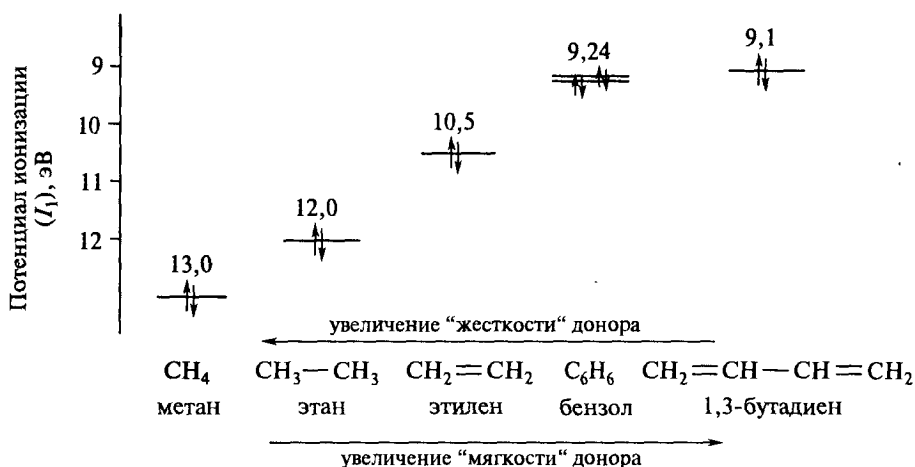 Потенциал ионизации
(I₁), эВ
9
10
11
12
13,0
12,0
10,5
9,24
9,1
увеличение “жесткости“ донора
CH₄ CH₃—CH₃ CH₂=CH₂ C₆H₆ CH₂=CH—CH=CH₂
метан этан этилен бензол 1,3-бутадиен
увеличение “мягкости“ донора